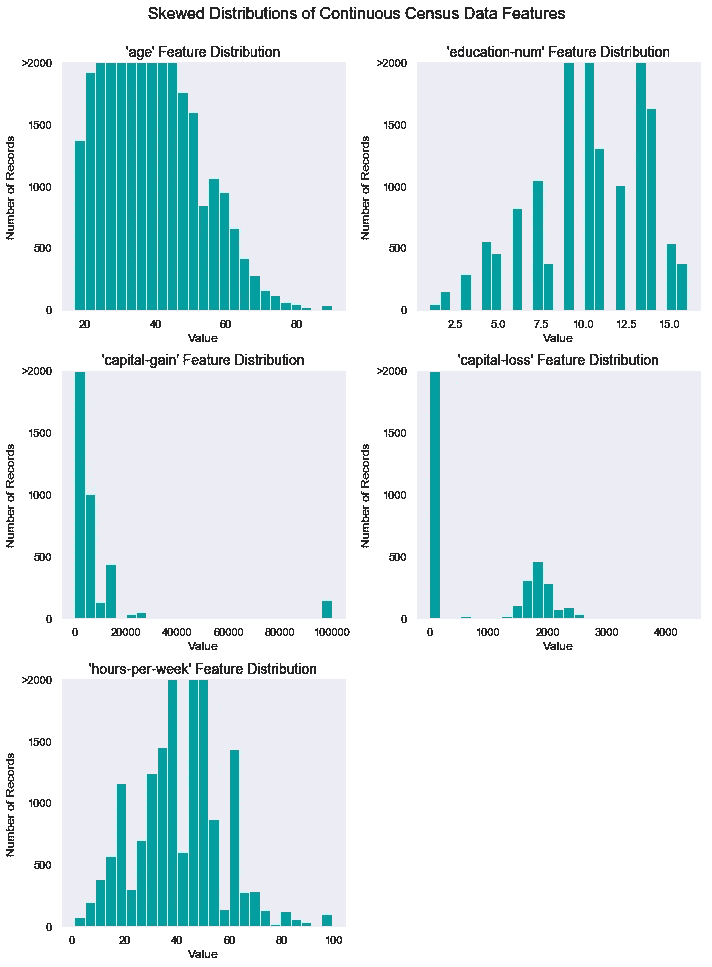 Skewed Distributions of Continuous Census Data Features
'age' Feature Distribution
>2000
1500
1000
500
0
Number of Records
20 40 60 80
Value
'education-num' Feature Distribution
>2000
1500
1000
500
0
Number of Records
2.5 5.0 7.5 10.0 12.5 15.0
Value
'capital-gain' Feature Distribution
>2000
1500
1000
500
0
Number of Records
0 20000 40000 60000 80000 100000
Value
'capital-loss' Feature Distribution
>2000
1500
1000
500
0
Number of Records
0 1000 2000 3000 4000
Value
'hours-per-week' Feature Distribution
>2000
1500
1000
500
0
Number of Records
0 20 40 60 80 100
Value